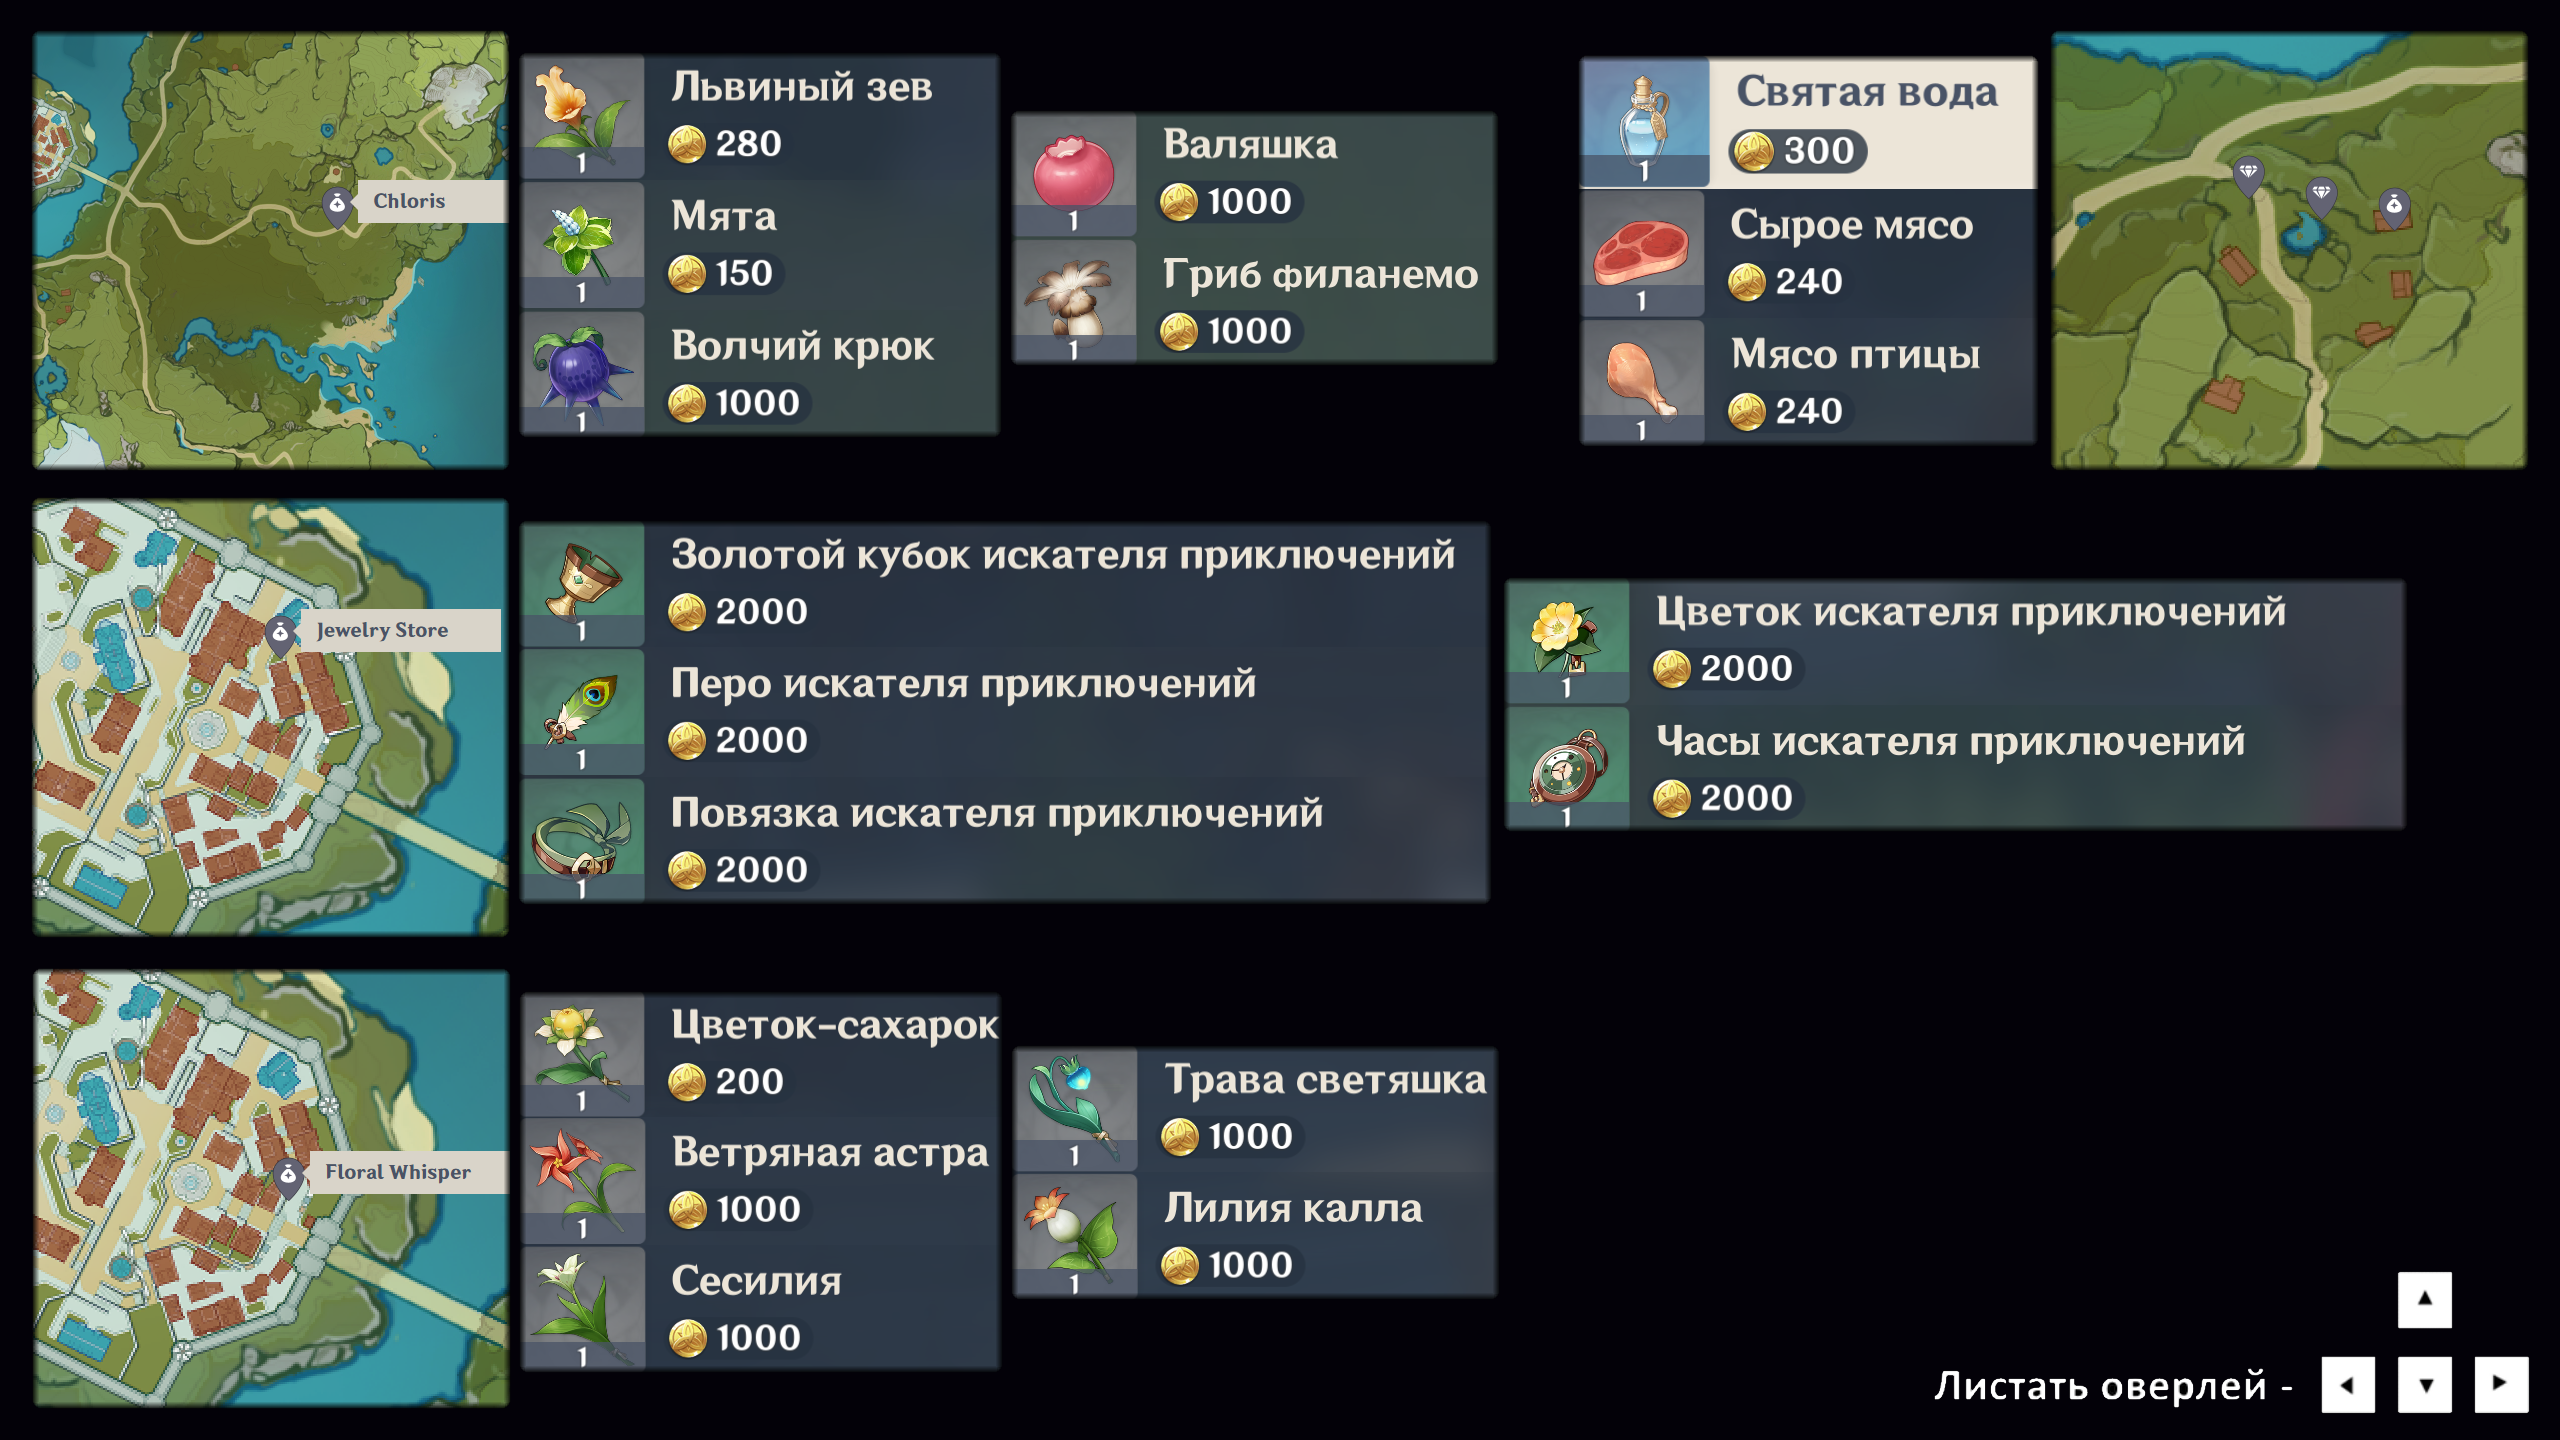 Chloris
Львиный зев
280
1
Мята
150
1
Волчий крюк
1000
1
Валяшка
1000
1
Гриб филанемо
1000
1
Святая вода
300
1
Сырое мясо
240
1
Мясо птицы
240
1
Jewelry Store
Золотой кубок искателя приключений
2000
1
Перо искателя приключений
2000
1
Повязка искателя приключений
2000
1
Цветок искателя приключений
2000
1
Часы искателя приключений
2000
1
Floral Whisper
Цветок-сахарок
200
1
Ветряная астра
1000
1
Сесилия
1000
1
Трава светяшка
1000
1
Лилия калла
1000
1
Листать оверлей -